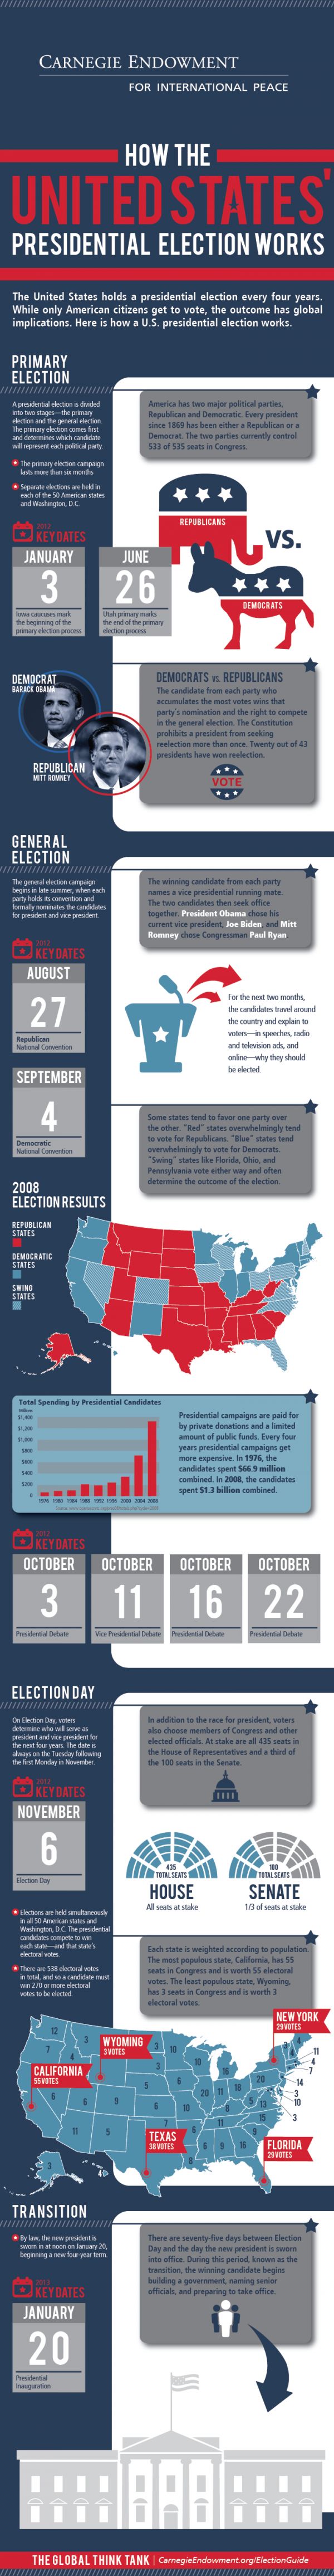 CARNEGIE ENDOWMENT
FOR INTERNATIONAL PEACE
HOW THE
UNITED STATES'
PRESIDENTIAL ELECTION WORKS
The United States holds a presidential election every four years.
While only American citizens get to vote, the outcome has global
implications. Here is how a U.S. presidential election works.
PRIMARY
ELECTION
A presidential election is divided
into two stages—the primary
election and the general election.
The primary election comes first
and determines which candidate
will represent each political party.
The primary election campaign
lasts more than six months
Separate elections are held in
each of the 50 American states
and Washington, D.C.
America has two major political parties,
Republican and Democratic. Every president
since 1869 has been either a Republican or a
Democrat. The two parties currently control
533 of 535 seats in Congress.
REPUBLICANS
VS.
DEMOCRATS
2012
KEY DATES
JANUARY
3
Iowa caucuses mark
the beginning of the
primary election process
JUNE
26
Utah primary marks
the end of the primary
election process
DEMOCRAT
BARACK OBAMA
REPUBLICAN
MITT ROMNEY
DEMOCRATS vs. REPUBLICANS
The candidate from each party who
accumulates the most votes wins that
party's nomination and the right to compete
in the general election. The Constitution
prohibits a president from seeking
reelection more than once. Twenty out of 43
presidents have won reelection.
VOTE
GENERAL
ELECTION
The general election campaign
begins in late summer, when each
party holds its convention and
formally nominates the candidates
for president and vice president.
The winning candidate from each party
names a vice presidential running mate.
The two candidates then seek office
together. President Obama chose his
current vice president, Joe Biden, and Mitt
Romney chose Congressman Paul Ryan.
2012
KEY DATES
AUGUST
27
Republican
National Convention
SEPTEMBER
4
Democratic
National Convention
For the next two months,
the candidates travel around
the country and explain to
voters—in speeches, radio
and television ads, and
online—why they should
be elected.
Some states tend to favor one party over
the other. "Red" states overwhelmingly tend
to vote for Republicans. "Blue" states tend
overwhelmingly to vote for Democrats.
"Swing" states like Florida, Ohio, and
Pennsylvania vote either way and often
determine the outcome of the election.
2008
ELECTION RESULTS
REPUBLICAN
STATES
DEMOCRATIC
STATES
SWING
STATES
Total Spending by Presidential Candidates
Millions
$1,400
$1,200
$1,000
$800
$600
$400
$200
0
1976 1980 1984 1988 1992 1996 2000 2004 2008
Presidential campaigns are paid for
by private donations and a limited
amount of public funds. Every four
years presidential campaigns get
more expensive. In 1976, the
candidates spent $66.9 million
combined. In 2008, the candidates
spent $1.3 billion combined.
2012
KEY DATES
OCTOBER
3
Presidential Debate
OCTOBER
11
Vice Presidential Debate
OCTOBER
16
Presidential Debate
OCTOBER
22
Presidential Debate
ELECTION DAY
On Election Day, voters
determine who will serve as
president and vice president for
the next four years. The date is
always on the Tuesday following
the first Monday in November.
In addition to the race for president, voters
also choose members of Congress and other
elected officials. At stake are all 435 seats in
the House of Representatives and a third of
the 100 seats in the Senate.
2012
KEY DATES
NOVEMBER
6
Election Day
435
TOTAL SEATS
HOUSE
All seats at stake
100
TOTAL SEATS
SENATE
1/3 of seats at stake
Elections are held simultaneously
in all 50 American states and
Washington, D.C. The presidential
candidates compete to win
each state—and that state's
electoral votes.
There are 538 electoral votes
in total, and so a candidate must
win 270 or more electoral
votes to be elected.
Each state is weighted according to population.
The most populous state, California, has 55
seats in Congress and is worth 55 electoral
votes. The least populous state, Wyoming,
has 3 seats in Congress and is worth 3
electoral votes.
NEW YORK
29 VOTES
WYOMING
3 VOTES
CALIFORNIA
55 VOTES
TEXAS
38 VOTES
FLORIDA
29 VOTES
TRANSITION
By law, the new president is
sworn in at noon on January 20,
beginning a new four-year term.
There are seventy-five days between Election
Day and the day the new president is sworn
into office. During this period, known as the
transition, the winning candidate begins
building a government, naming senior
officials, and preparing to take office.
2013
KEY DATES
JANUARY
20
Presidential
Inauguration
THE GLOBAL THINK TANK | CarnegieEndowment.org/ElectionGuide